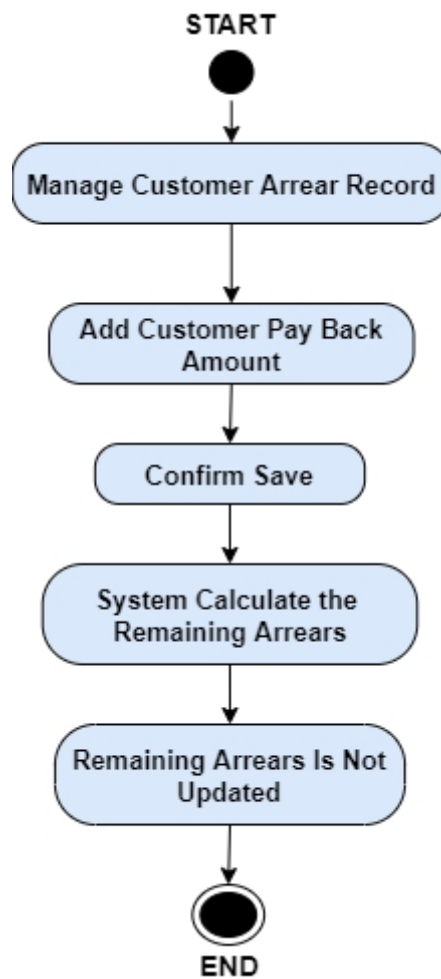 START
Manage Customer Arrear Record
Add Customer Pay Back
Amount
Confirm Save
System Calculate the
Remaining Arrears
Remaining Arrears Is Not
Updated
END